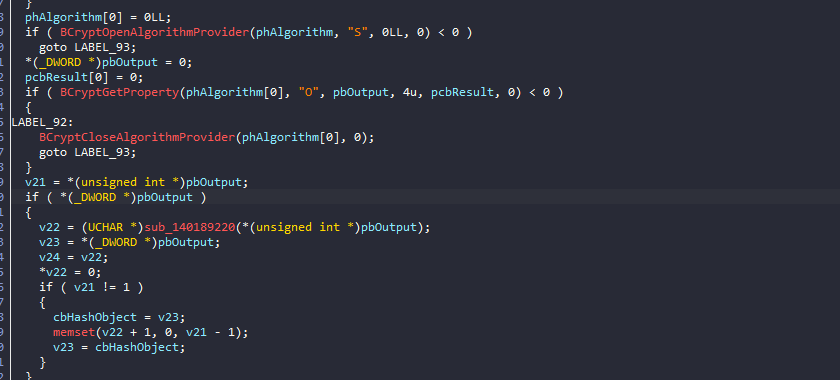 }
phAlgorithm[0] = 0LL;
if ( BCryptOpenAlgorithmProvider(phAlgorithm, "S", 0LL, 0) < 0 )
goto LABEL_93;
*(_DWORD *)pbOutput = 0;
pcbResult[0] = 0;
if ( BCryptGetProperty(phAlgorithm[0], "O", pbOutput, 4u, pcbResult, 0) < 0 )
{
LABEL_92:
BCryptCloseAlgorithmProvider(phAlgorithm[0], 0);
goto LABEL_93;
}
v21 = *(unsigned int *)pbOutput;
if ( *(_DWORD *)pbOutput )
{
v22 = (UCHAR *)sub_140189220(*(unsigned int *)pbOutput);
v23 = *(_DWORD *)pbOutput;
v24 = v22;
*v22 = 0;
if ( v21 != 1 )
{
cbHashObject = v23;
memset(v22 + 1, 0, v21 - 1);
v23 = cbHashObject;
}
}